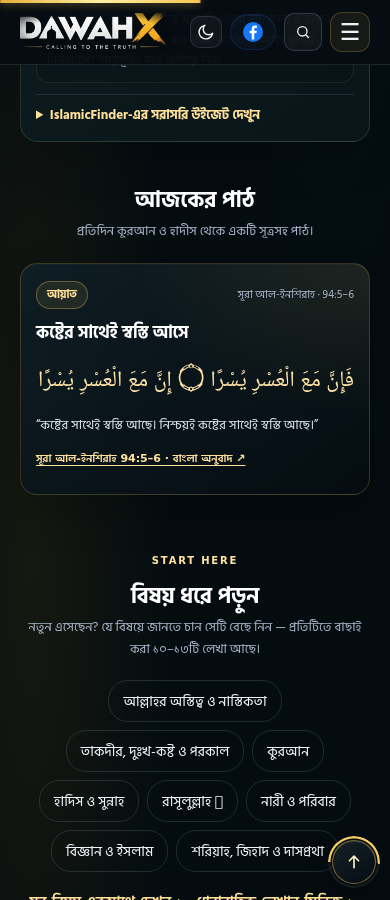 DAWAHX
CALLING TO THE TRUTH
IslamicFinder-এর সরাসরি উইজেট দেখুন
আজকের পাঠ
প্রতিদিন কুরআন ও হাদীস থেকে একটি সূত্রসহ পাঠ।
আয়াত
সূরা আল-ইনশিরাহ · 94:5–6
কষ্টের সাথেই স্বস্তি আসে
فَإِنَّ مَعَ الْعُسْرِ يُسْرًا ۝ إِنَّ مَعَ الْعُسْرِ يُسْرًا
“কষ্টের সাথেই স্বস্তি আছে। নিশ্চয়ই কষ্টের সাথেই স্বস্তি আছে।”
সূরা আল-ইনশিরাহ 94:5–6 · বাংলা অনুবাদ ↗
START HERE
বিষয় ধরে পড়ুন
নতুন এসেছেন? যে বিষয়ে জানতে চান সেটি বেছে নিন — প্রতিটিতে বাছাই
করা ১০–১৩টি লেখা আছে।
আল্লাহর অস্তিত্ব ও নাস্তিকতা
তাকদীর, দুঃখ-কষ্ট ও পরকাল
কুরআন
হাদিস ও সুন্নাহ
রাসূলুল্লাহ
নারী ও পরিবার
বিজ্ঞান ও ইসলাম
শরিয়াহ, জিহাদ ও দাসপ্রথা